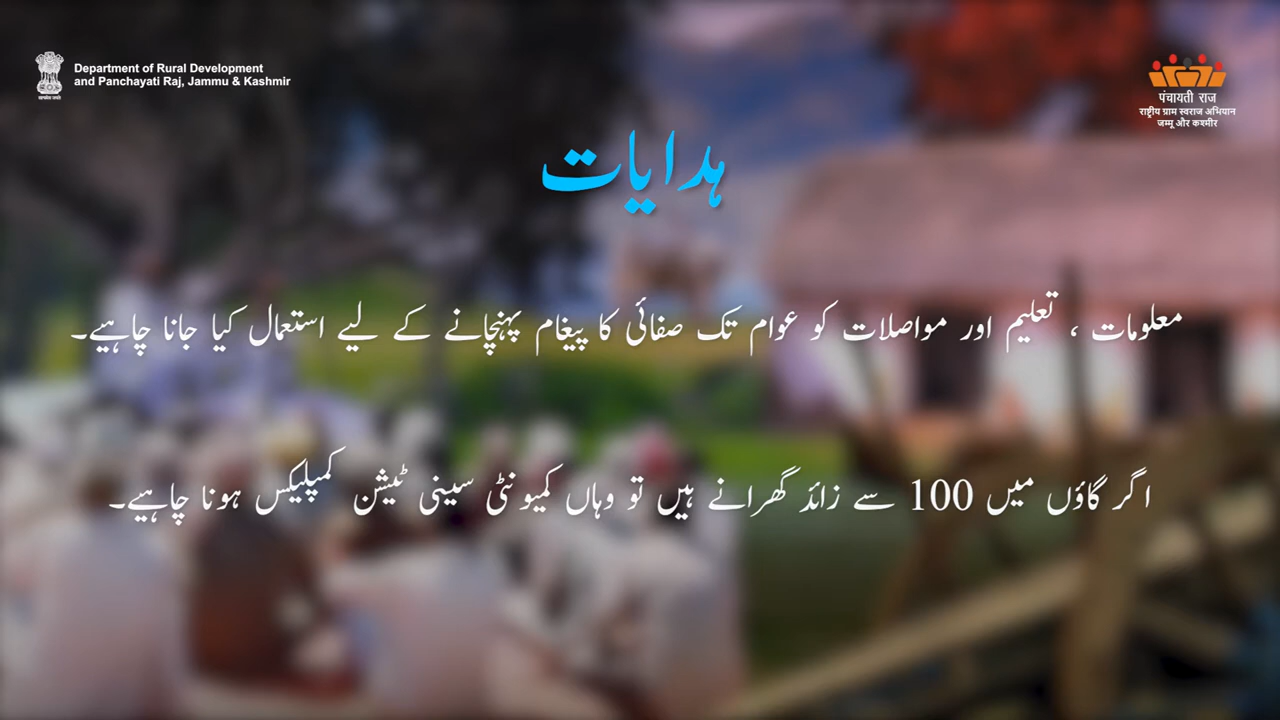 Department of Rural Development
and Panchayati Raj, Jammu & Kashmir
पंचायती राज
राष्ट्रीय ग्राम स्वराज अभियान
जम्मू और कश्मीर
ہدایات
معلومات ، تعلیم اور مواصلات کو عوام تک صفائی کا پیغام پہنچانے کے لیے استعمال کیا جانا چاہیے۔
اگر گاؤں میں 100 سے زائد گھرانے ہیں تو وہاں کمیونٹی سینی ٹیشن کمپلیکس ہونا چاہیے۔